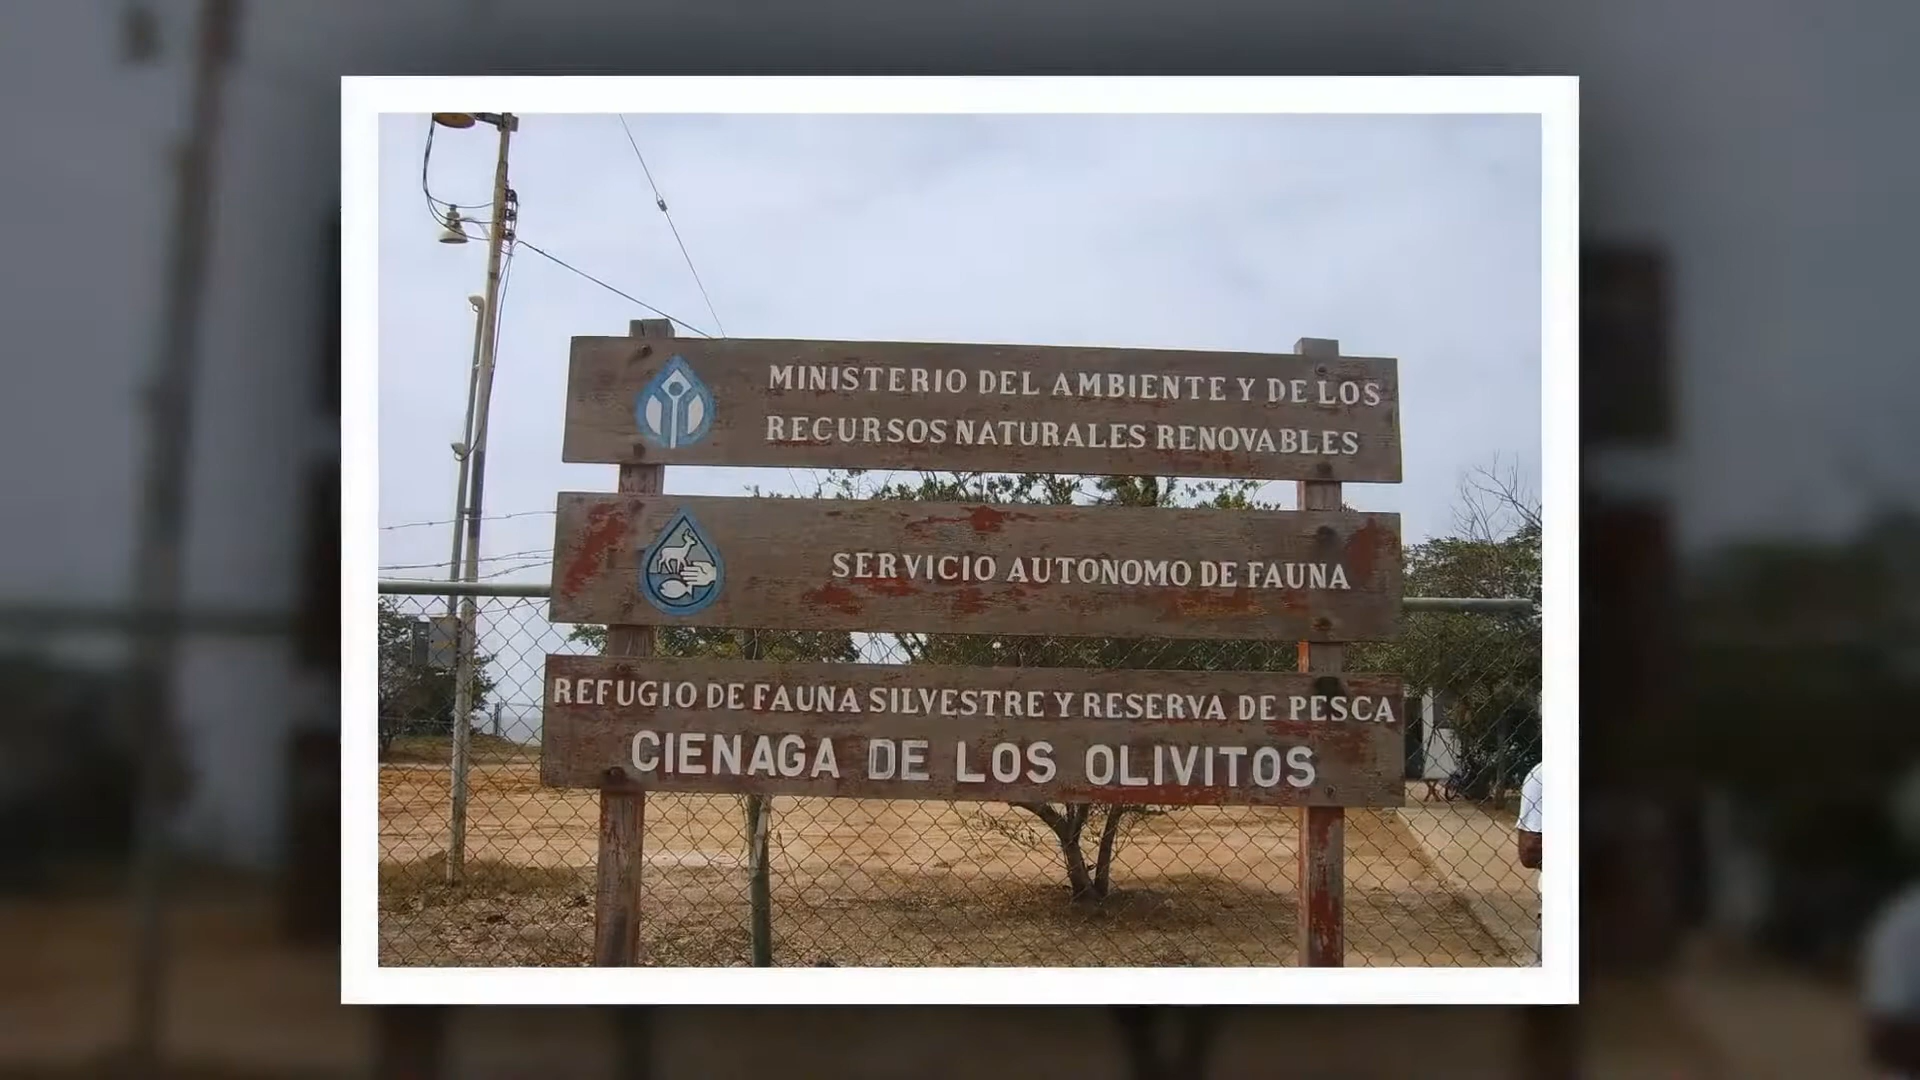 MINISTERIO DEL AMBIENTE Y DE LOS
RECURSOS NATURALES RENOVABLES
SERVICIO AUTONOMO DE FAUNA
REFUGIO DE FAUNA SILVESTRE Y RESERVA DE PESCA
CIENAGA DE LOS OLIVITOS